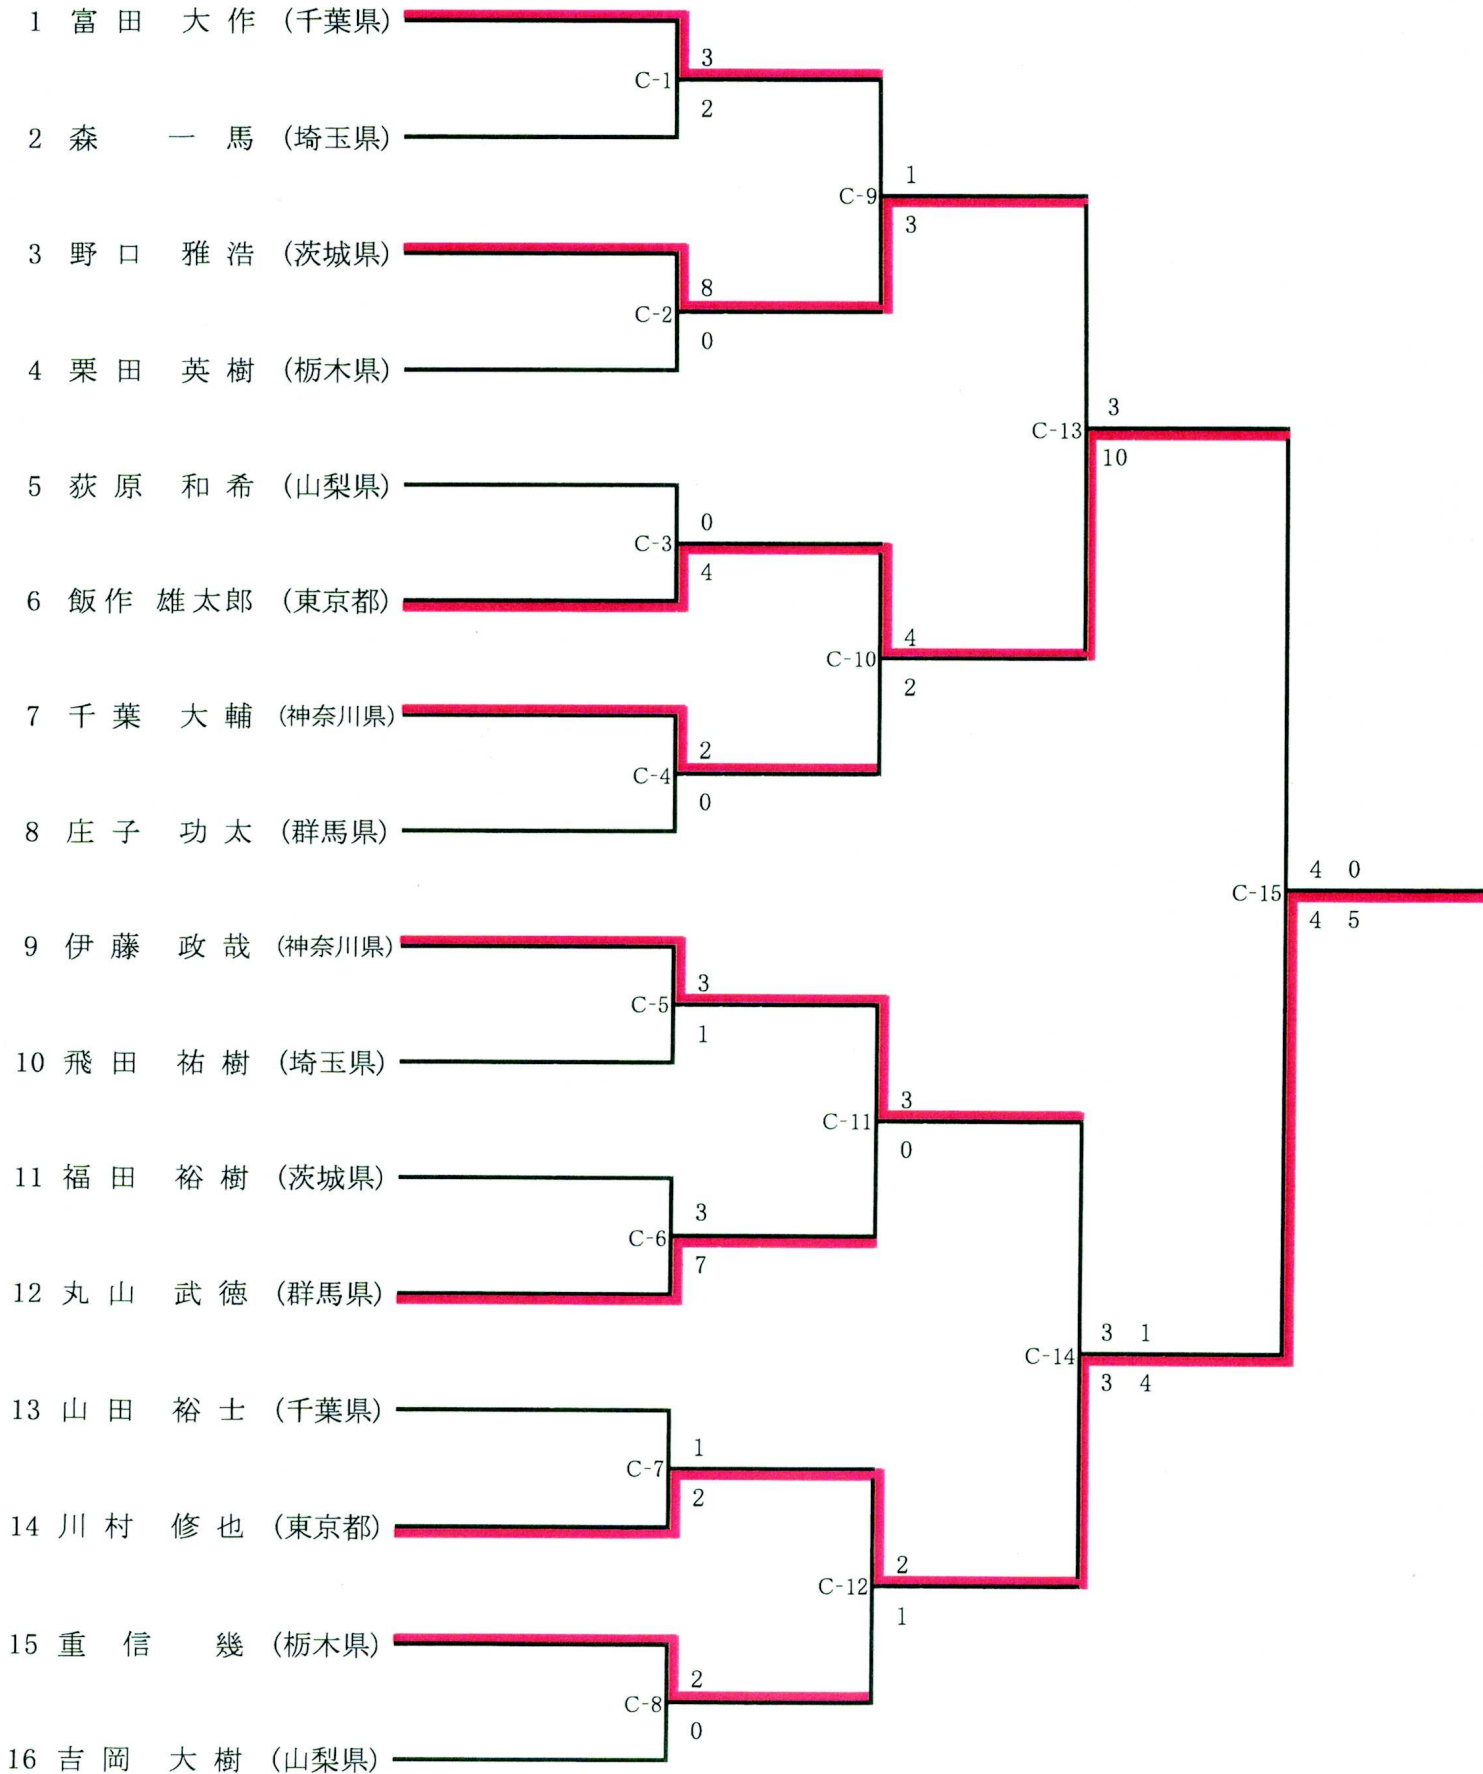 1 富田 大作 (千葉県)
3
C-1
2
2 森 一馬 (埼玉県)
1
C-9
3
3 野口 雅浩 (茨城県)
8
C-2
0
4 栗田 英樹 (栃木県)
3
C-13
10
5 荻原 和希 (山梨県)
0
C-3
4
6 飯作 雄太郎 (東京都)
4
C-10
2
7 千葉 大輔 (神奈川県)
2
C-4
0
8 庄子 功太 (群馬県)
4 0
C-15
4 5
9 伊藤 政哉 (神奈川県)
3
C-5
1
10 飛田 祐樹 (埼玉県)
3
C-11
0
11 福田 裕樹 (茨城県)
3
C-6
7
12 丸山 武徳 (群馬県)
3 1
C-14
3 4
13 山田 裕士 (千葉県)
1
C-7
2
14 川村 修也 (東京都)
2
C-12
1
15 重信 幾 (栃木県)
2
C-8
0
16 吉岡 大樹 (山梨県)